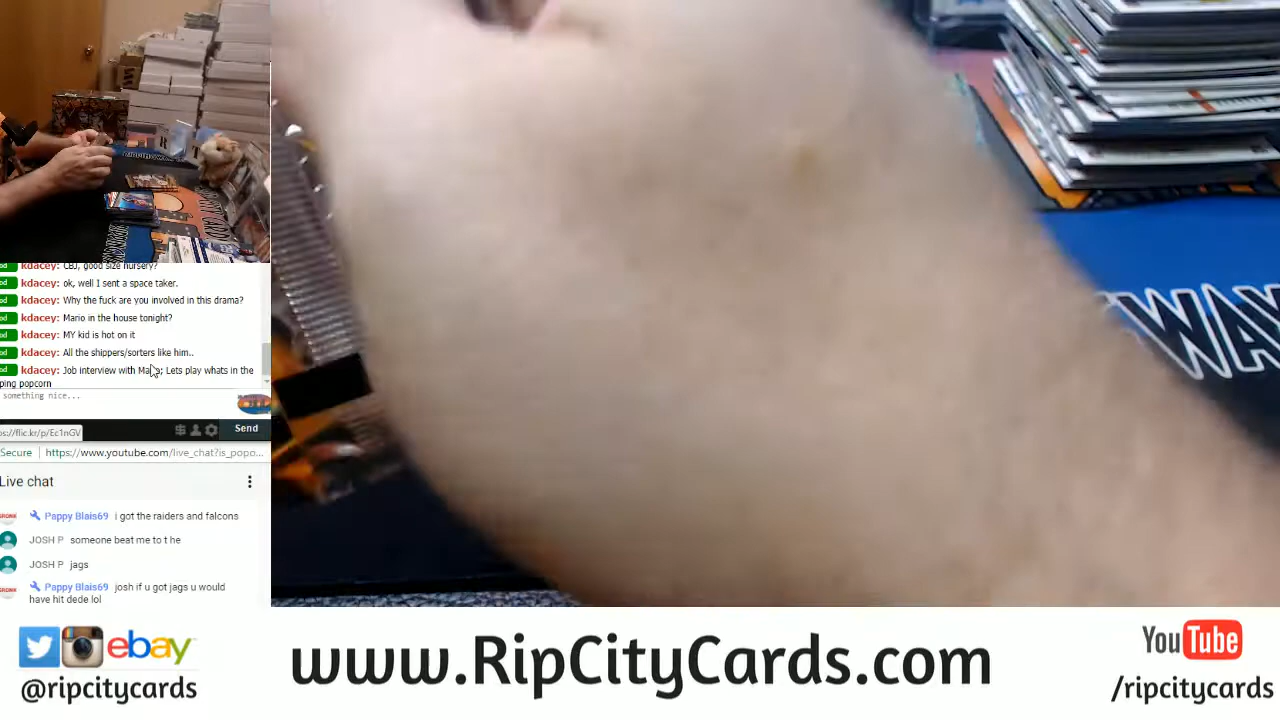 kdacey: CBJ, good size nursery?
kdacey: ok, well I sent a space taker.
kdacey: Why the fuck are you involved in this drama?
kdacey: Mario in the house tonight?
kdacey: MY kid is hot on it
kdacey: All the shippers/sorters like him..
kdacey: Job interview with Ma; Lets play whats in the
ping popcorn
something nice...
s://flic.kr/p/Ec1nGV
Send
Secure https://www.youtube.com/live_chat?is_popo...
Live chat
Pappy Blais69 i got the raiders and falcons
JOSH P someone beat me to t he
JOSH P jags
Pappy Blais69 josh if u got jags u would
have hit dede lol
WAY
ebay
@ripcitycards
www.RipCityCards.com
YouTube
/ripcitycards